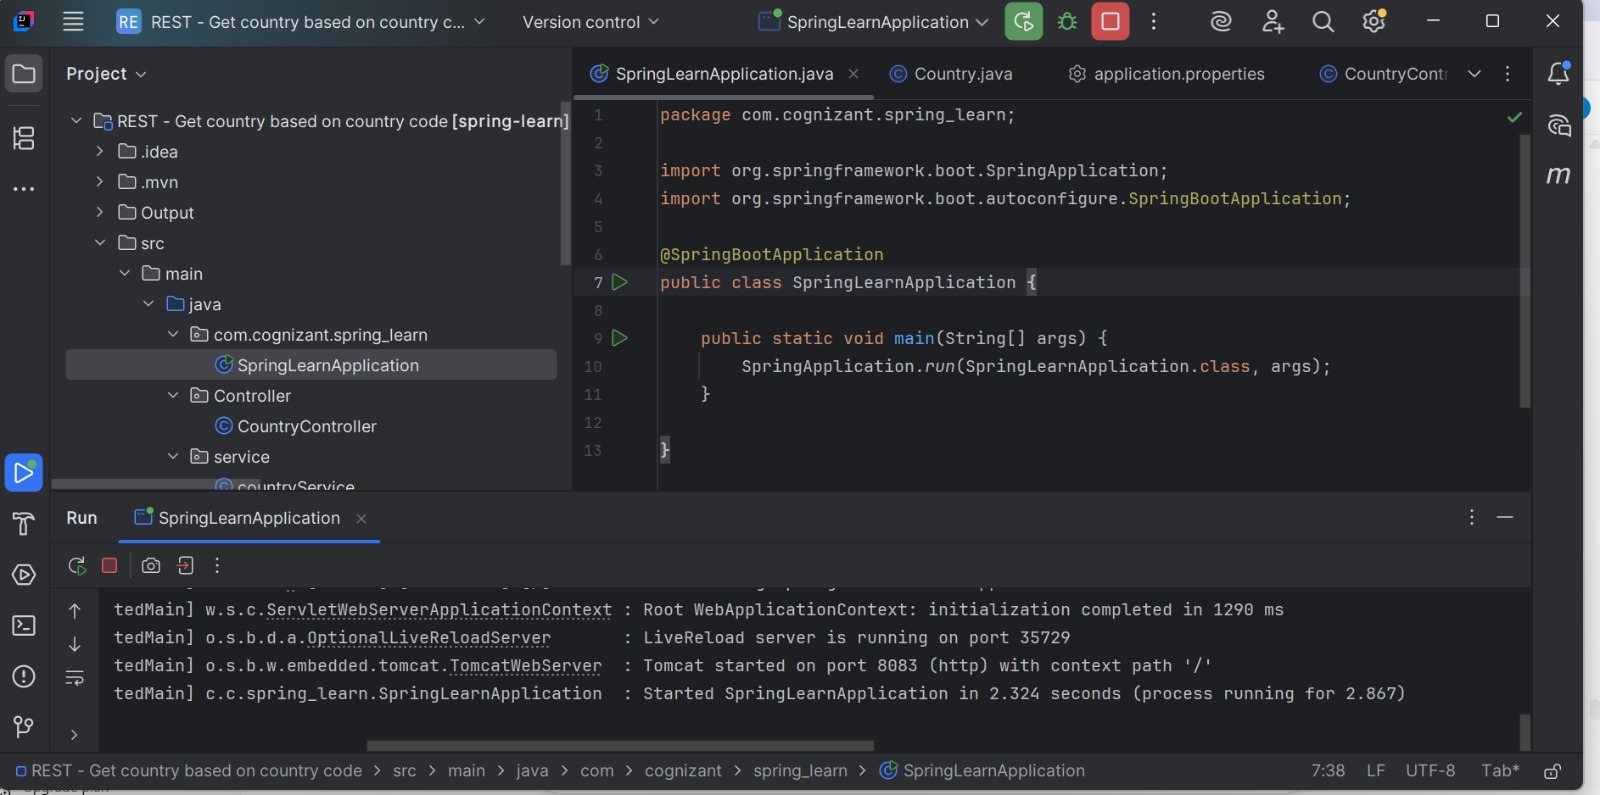 RE REST - Get country based on country c... Version control SpringLearnApplication
Project
SpringLearnApplication.java Country.java application.properties CountryContr
REST - Get country based on country code [spring-learn]
.idea
.mvn
Output
src
main
java
com.cognizant.spring_learn
SpringLearnApplication
Controller
CountryController
service
countryService
1 package com.cognizant.spring_learn;
2
3 import org.springframework.boot.SpringApplication;
4 import org.springframework.boot.autoconfigure.SpringBootApplication;
5
6 @SpringBootApplication
7 public class SpringLearnApplication {
8
9 public static void main(String[] args) {
10 SpringApplication.run(SpringLearnApplication.class, args);
11 }
12
13 }
m
Run SpringLearnApplication
tedMain] w.s.c.ServletWebServerApplicationContext : Root WebApplicationContext: initialization completed in 1290 ms
tedMain] o.s.b.d.a.OptionalLiveReloadServer : LiveReload server is running on port 35729
tedMain] o.s.b.w.embedded.tomcat.TomcatWebServer : Tomcat started on port 8083 (http) with context path '/'
tedMain] c.c.spring_learn.SpringLearnApplication : Started SpringLearnApplication in 2.324 seconds (process running for 2.867)
REST - Get country based on country code > src > main > java > com > cognizant > spring_learn > SpringLearnApplication 7:38 LF UTF-8 Tab*